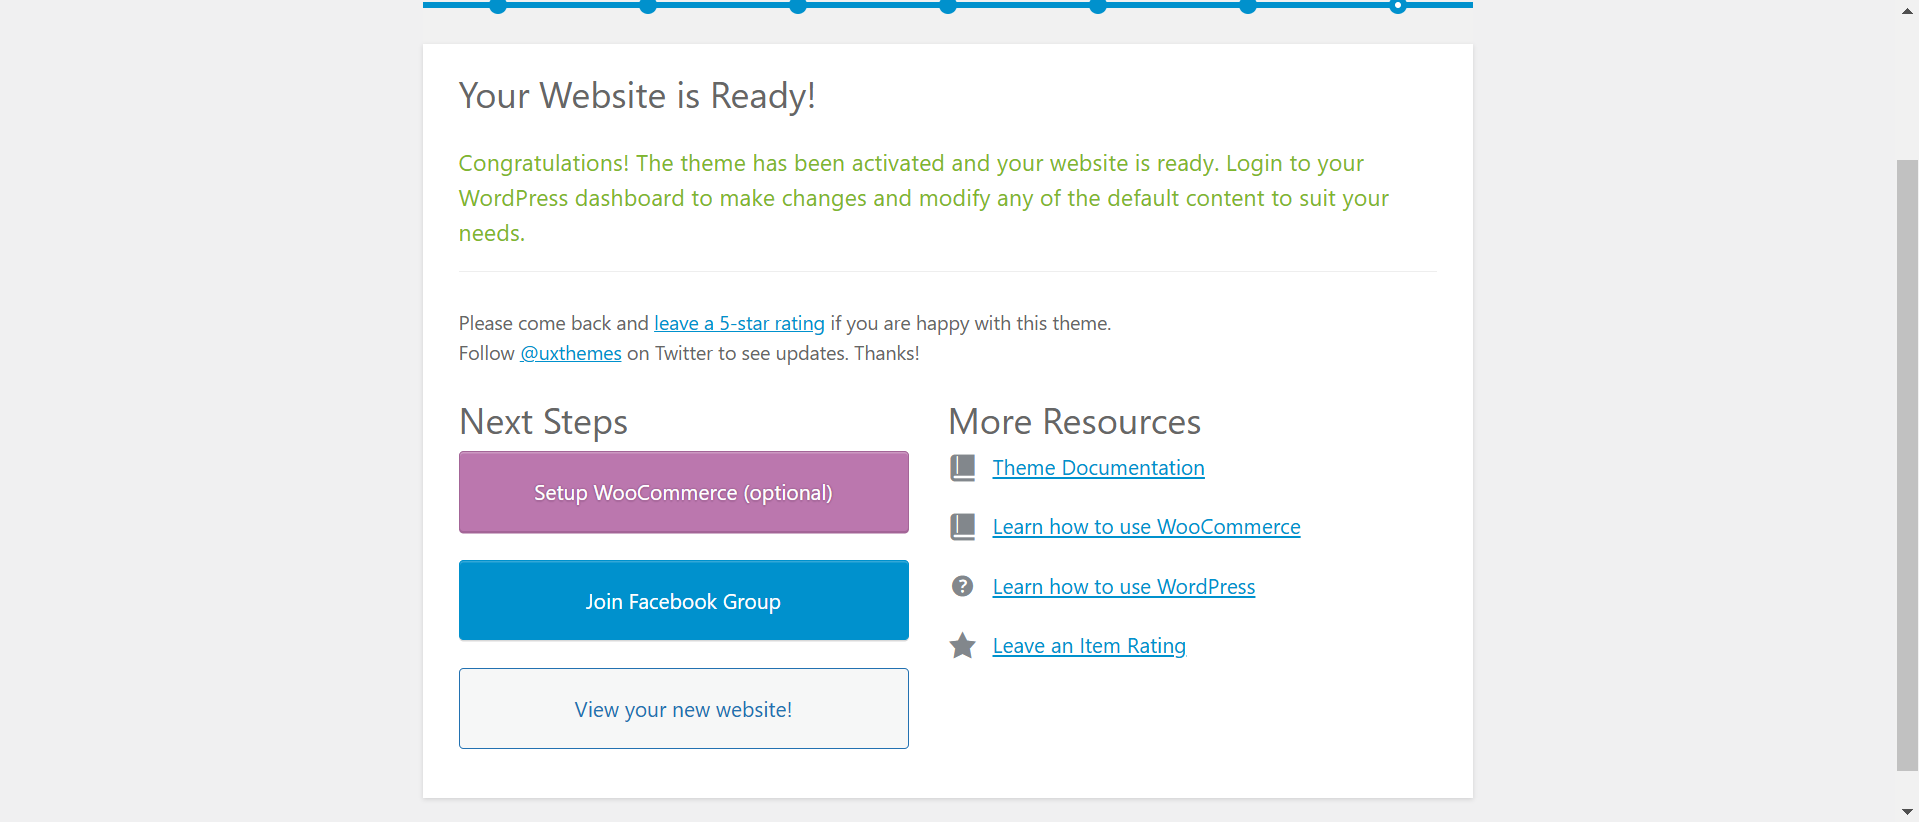 Your Website is Ready!
Congratulations! The theme has been activated and your website is ready. Login to your
WordPress dashboard to make changes and modify any of the default content to suit your
needs.
Please come back and leave a 5-star rating if you are happy with this theme.
Follow @uxthemes on Twitter to see updates. Thanks!
Next Steps
Setup WooCommerce (optional)
Join Facebook Group
View your new website!
More Resources
Theme Documentation
Learn how to use WooCommerce
Learn how to use WordPress
Leave an Item Rating